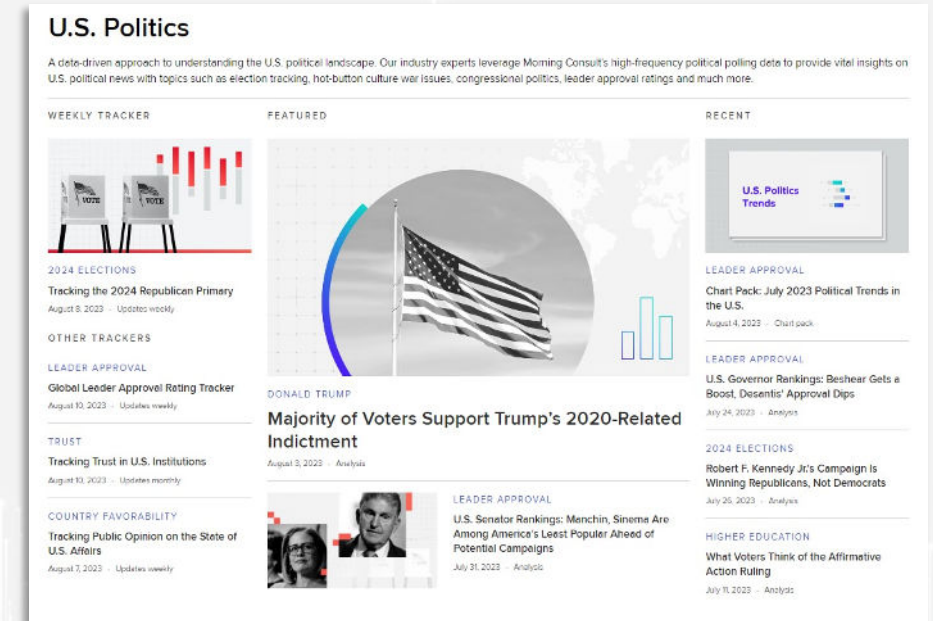 U.S. Politics
A data-driven approach to understanding the U.S. political landscape. Our industry experts leverage Morning Consult's high-frequency political polling data to provide vital insights on
U.S. political news with topics such as election tracking, hot-button culture war issues, congressional politics, leader approval ratings and much more.
WEEKLY TRACKER
VOTE
VOTE
2024 ELECTIONS
Tracking the 2024 Republican Primary
August 8, 2023 - Updates weekly
OTHER TRACKERS
LEADER APPROVAL
Global Leader Approval Rating Tracker
August 10, 2023 - Updates weekly
TRUST
Tracking Trust in U.S. Institutions
August 10, 2023 - Updates monthly
COUNTRY FAVORABILITY
Tracking Public Opinion on the State of
U.S. Affairs
August 7, 2023 - Updates weekly
FEATURED
DONALD TRUMP
Majority of Voters Support Trump's 2020-Related
Indictment
August 3, 2023 - Analysis
LEADER APPROVAL
U.S. Senator Rankings: Manchin, Sinema Are
Among America's Least Popular Ahead of
Potential Campaigns
July 31, 2023 - Analysis
RECENT
U.S. Politics
Trends
LEADER APPROVAL
Chart Pack: July 2023 Political Trends in
the U.S.
August 4, 2023 - Chart pack
LEADER APPROVAL
U.S. Governor Rankings: Beshear Gets a
Boost, Desantis' Approval Dips
July 24, 2023 - Analysis
2024 ELECTIONS
Robert F. Kennedy Jr.'s Campaign Is
Winning Republicans, Not Democrats
July 26, 2023 - Analysis
HIGHER EDUCATION
What Voters Think of the Affirmative
Action Ruling
July 11, 2023 - Analysis